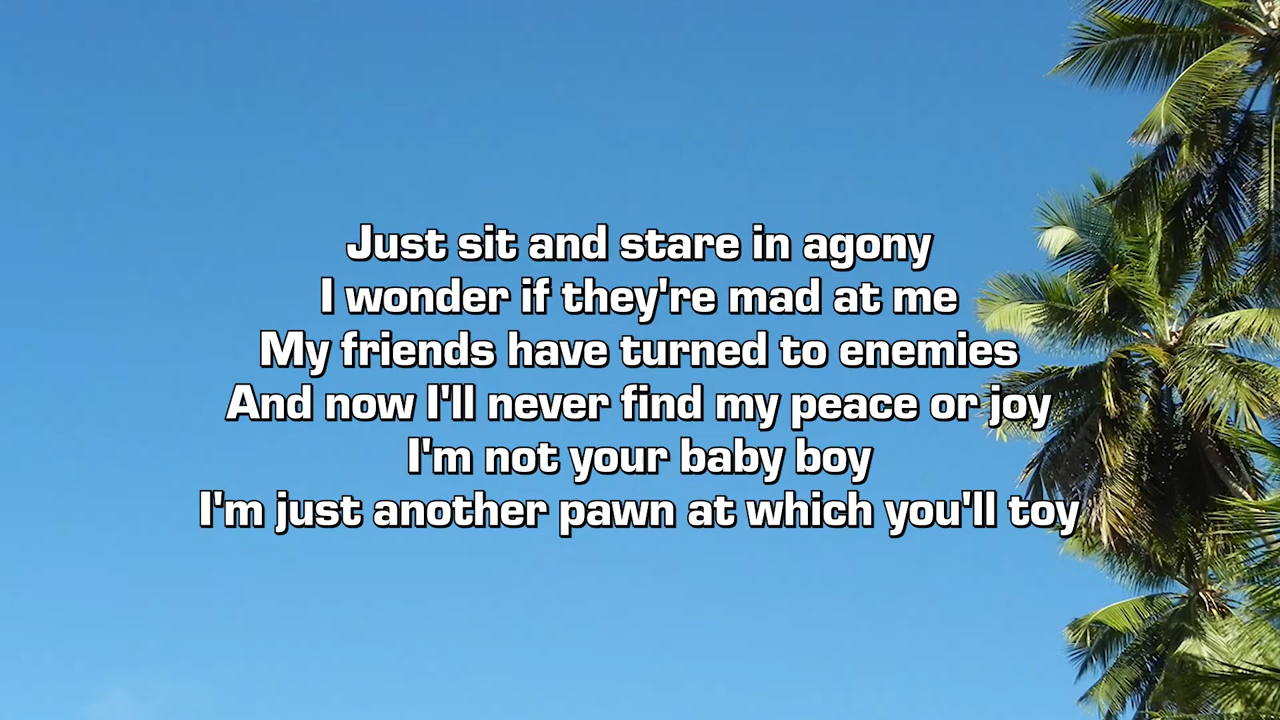 Just sit and stare in agony
I wonder if they're mad at me
My friends have turned to enemies
And now I'll never find my peace or joy
I'm not your baby boy
I'm just another pawn at which you'll toy